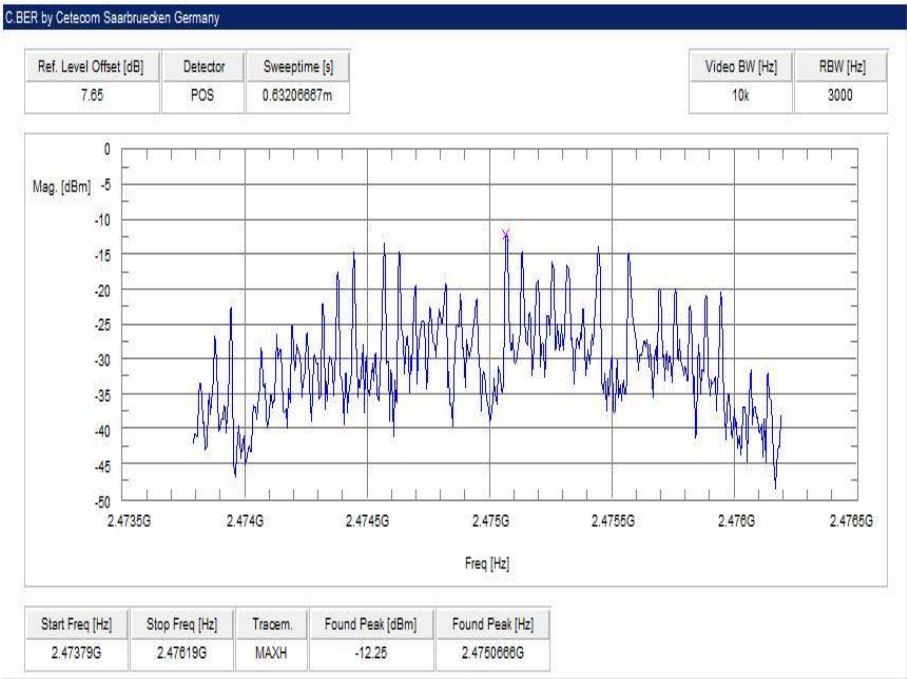 C.BER by Cetecom Saarbruecken Germany
Ref. Level Offset [dB] Detector Sweeptime [s] Video BW [Hz] RBW [Hz]
7.65 POS 0.63206667m 10k 3000
Mag. [dBm]
0
-5
-10
-15
-20
-25
-30
-35
-40
-45
-50
2.4735G 2.474G 2.4745G 2.475G 2.4755G 2.476G 2.4765G
Freq [Hz]
Start Freq [Hz] Stop Freq [Hz] Tracem. Found Peak [dBm] Found Peak [Hz]
2.47379G 2.47619G MAXH -12.25 2.4750666G